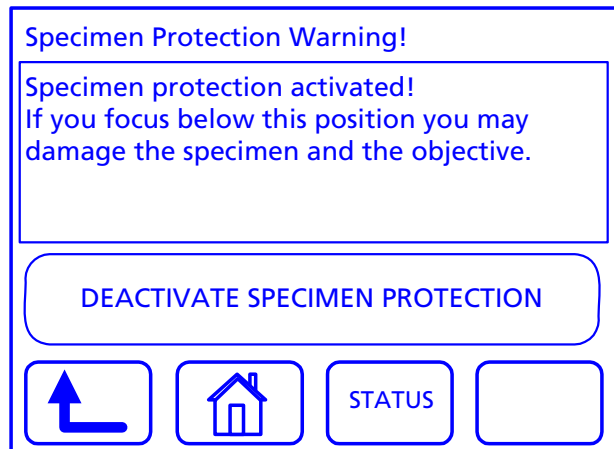 Specimen Protection Warning!
Specimen protection activated!
If you focus below this position you may
damage the specimen and the objective.
DEACTIVATE SPECIMEN PROTECTION
STATUS